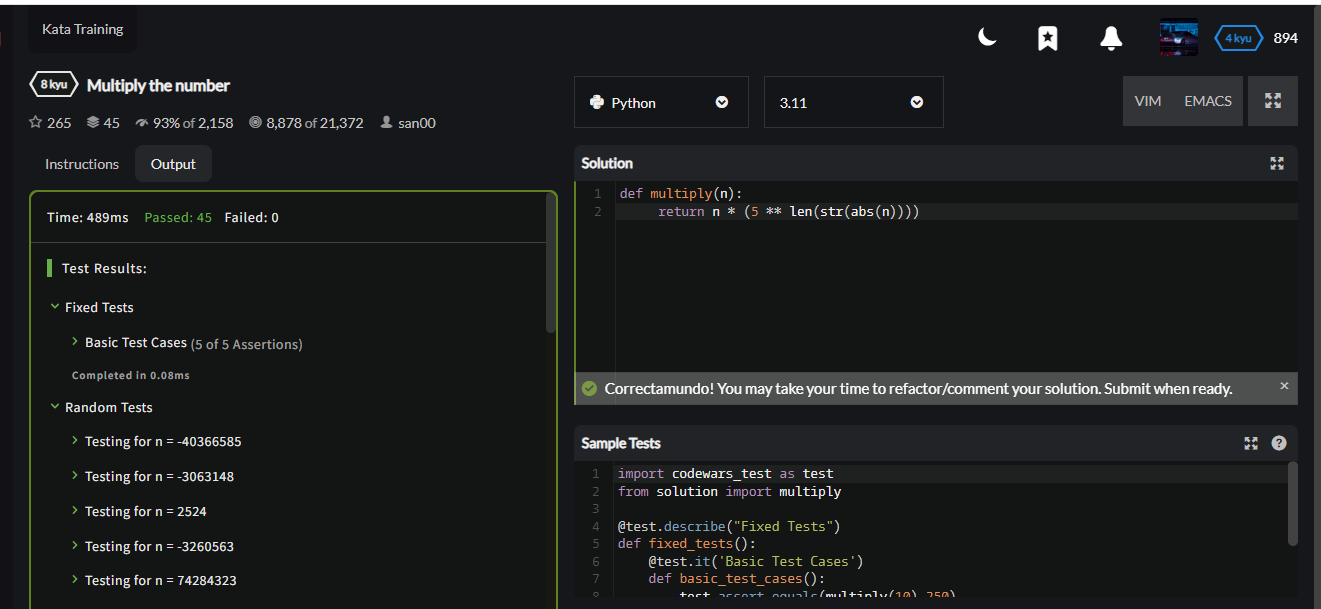 Kata Training
4 kyu 894
8 kyu Multiply the number
265 45 93% of 2,158 8,878 of 21,372 san00
Instructions Output
Time: 489ms Passed: 45 Failed: 0
Test Results:
Fixed Tests
Basic Test Cases (5 of 5 Assertions)
Completed in 0.08ms
Random Tests
Testing for n = -40366585
Testing for n = -3063148
Testing for n = 2524
Testing for n = -3260563
Testing for n = 74284323
Python 3.11 VIM EMACS
Solution
1 def multiply(n):
2 return n * (5 ** len(str(abs(n))))
Correctamundo! You may take your time to refactor/comment your solution. Submit when ready.
Sample Tests
1 import codewars_test as test
2 from solution import multiply
3
4 @test.describe("Fixed Tests")
5 def fixed_tests():
6 @test.it('Basic Test Cases')
7 def basic_test_cases():
8 test.assert_equals(multiply(10),250)